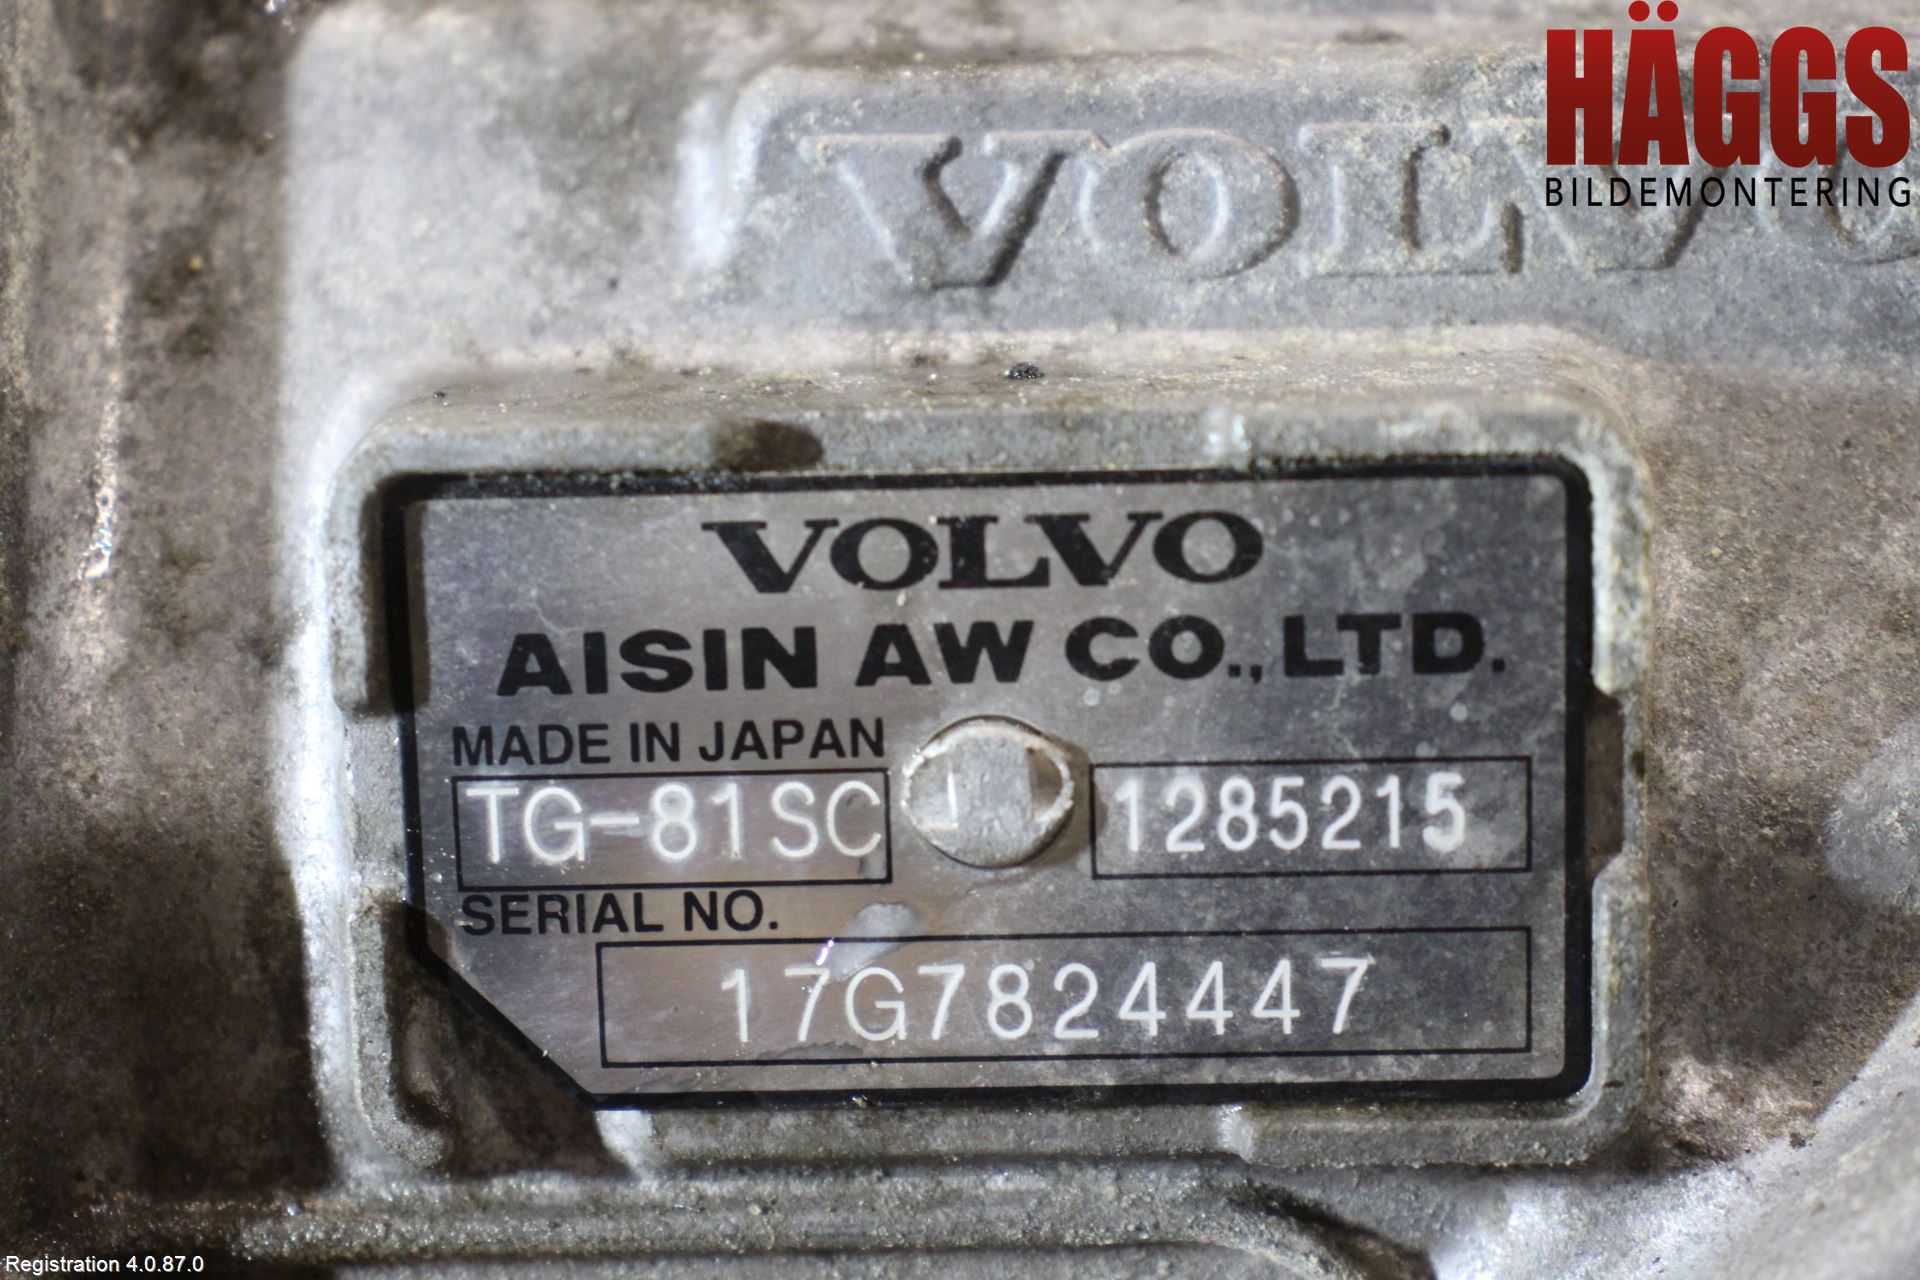 HÄGGS
BILDEMONTERING
VOLVO
VOLVO
AISIN AW CO., LTD.
MADE IN JAPAN
TG-81SC 1285215
SERIAL NO.
17G7824447
Registration 4.0.87.0